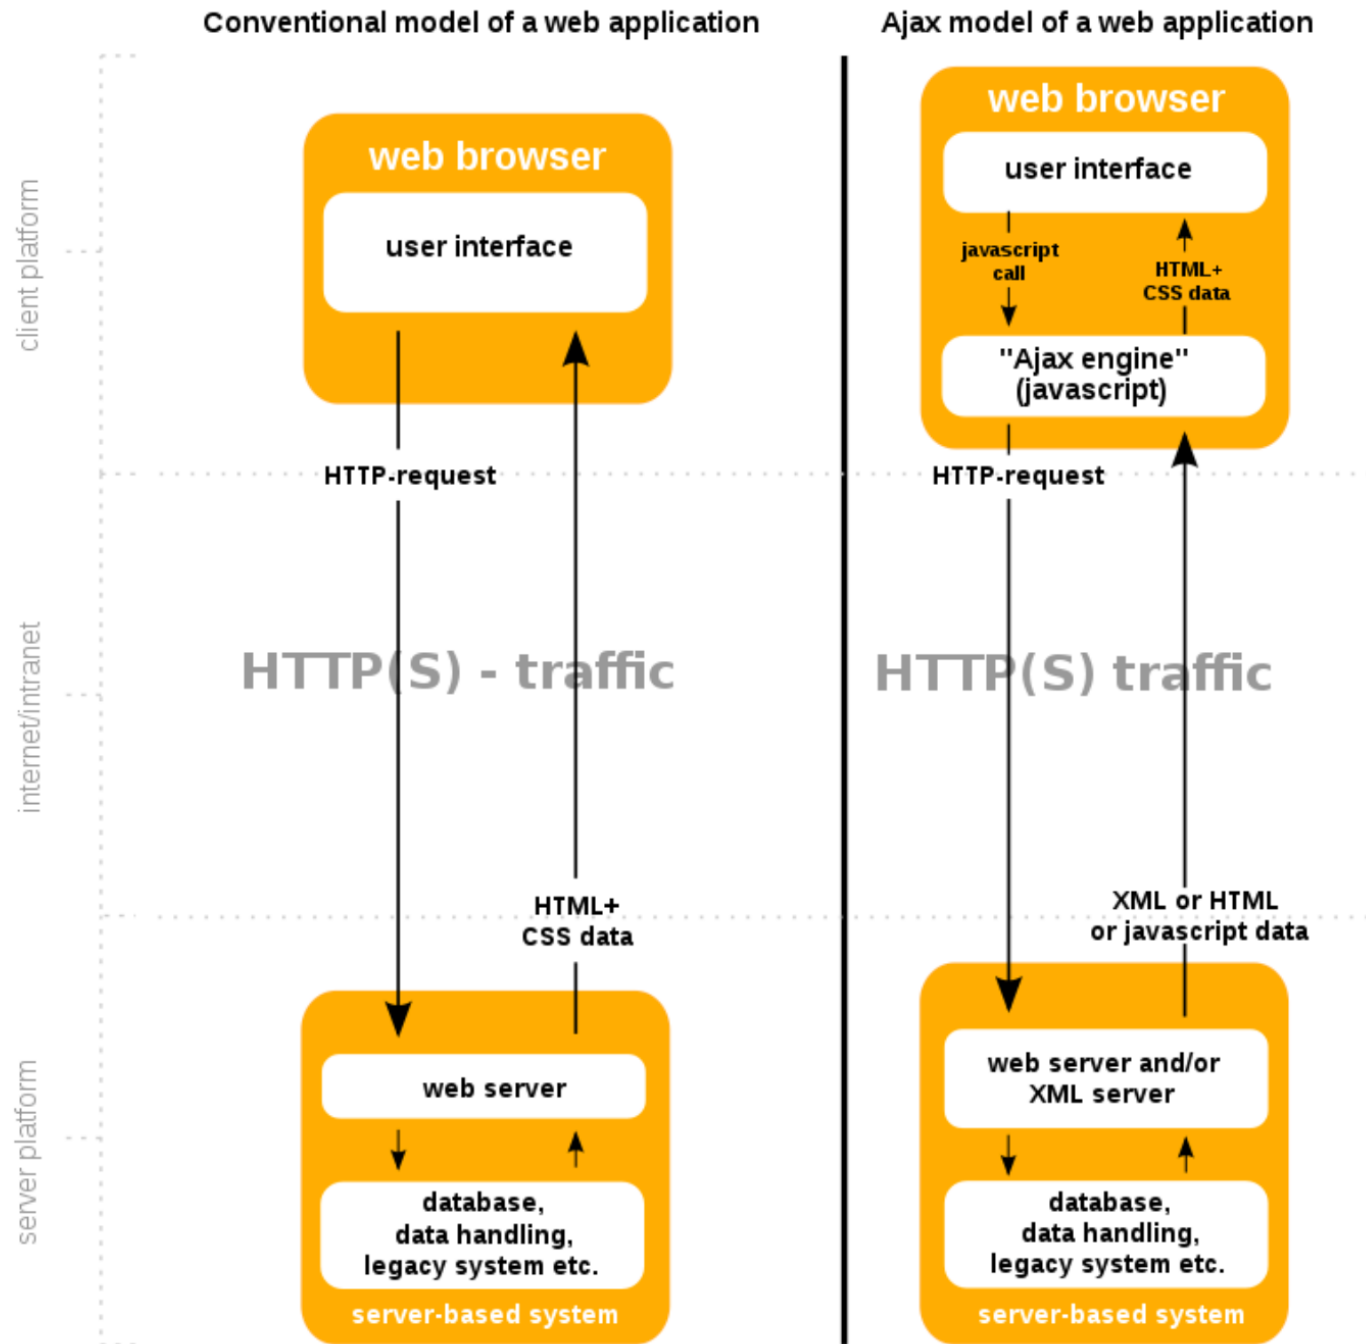 Conventional model of a web application
Ajax model of a web application
client platform
internet/intranet
server platform
web browser
user interface
HTTP-request
HTTP(S) - traffic
HTML+
CSS data
web server
database,
data handling,
legacy system etc.
server-based system
web browser
user interface
javascript
call
HTML+
CSS data
"Ajax engine"
(javascript)
HTTP-request
HTTP(S) traffic
XML or HTML
or javascript data
web server and/or
XML server
database,
data handling,
legacy system etc.
server-based system